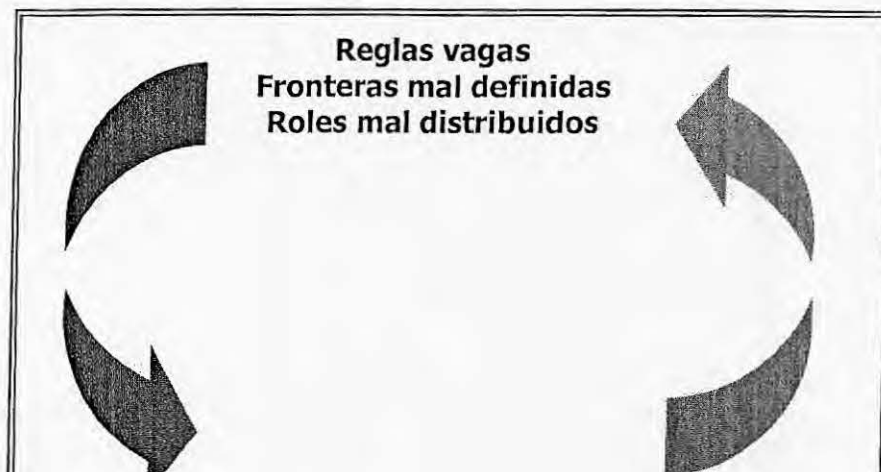 Reglas vagas
Fronteras mal definidas
Roles mal distribuidos